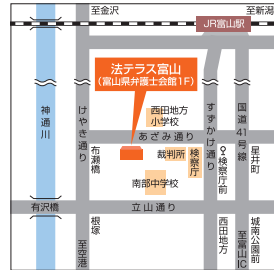 至金沢
至新潟
JR富山駅
法テラス富山
(富山県弁護士会館1F)
神通川
けやき通り
西田地方
小学校
すずかけ通り
国道41号線
あざみ通り
布瀬橋
裁判所
検察庁
検察庁前
星井町
南部中学校
有沢橋
立山通り
根塚
至空港
西田地方
至富山IC
城南公園前